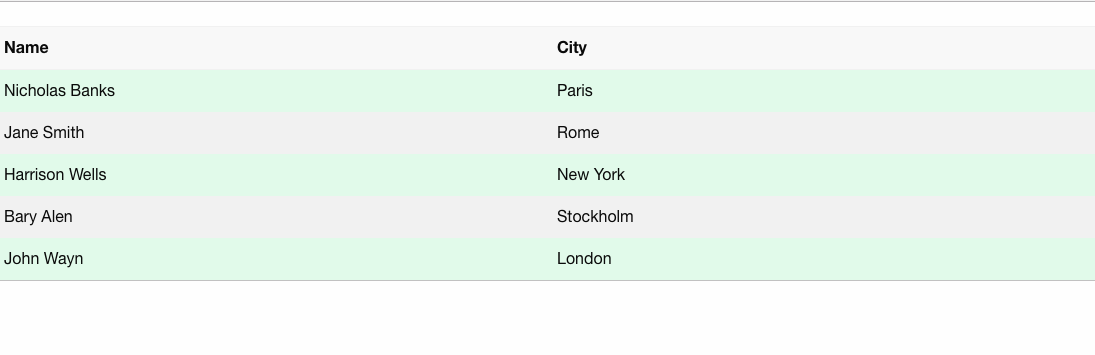 Name City
Nicholas Banks Paris
Jane Smith Rome
Harrison Wells New York
Bary Alen Stockholm
John Wayn London